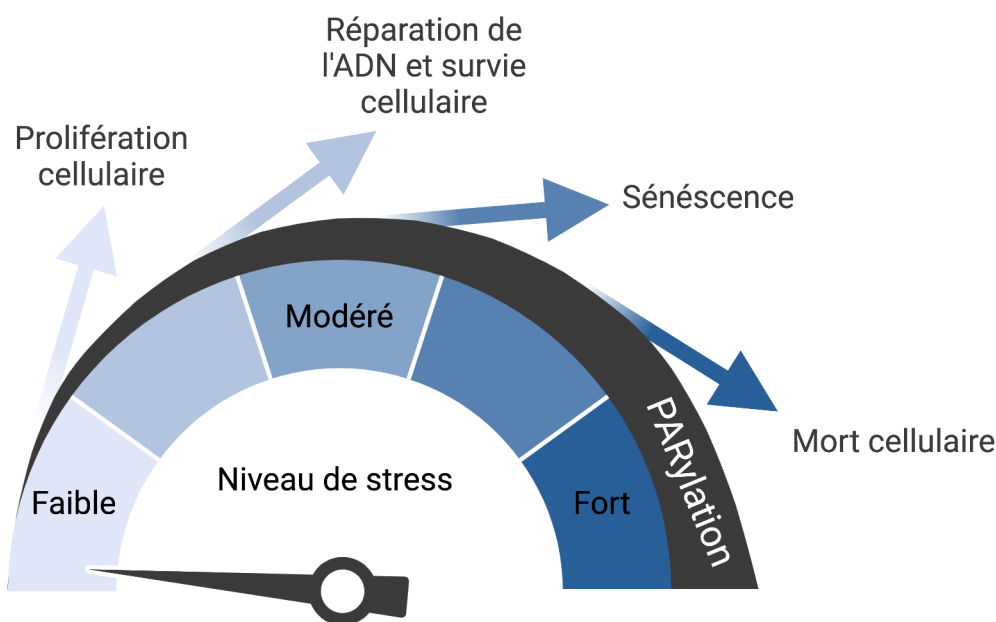 Réparation de
l'ADN et survie
cellulaire
Prolifération
cellulaire
Sénéscence
Modéré
Mort cellulaire
PARylation
Niveau de stress
Faible
Fort